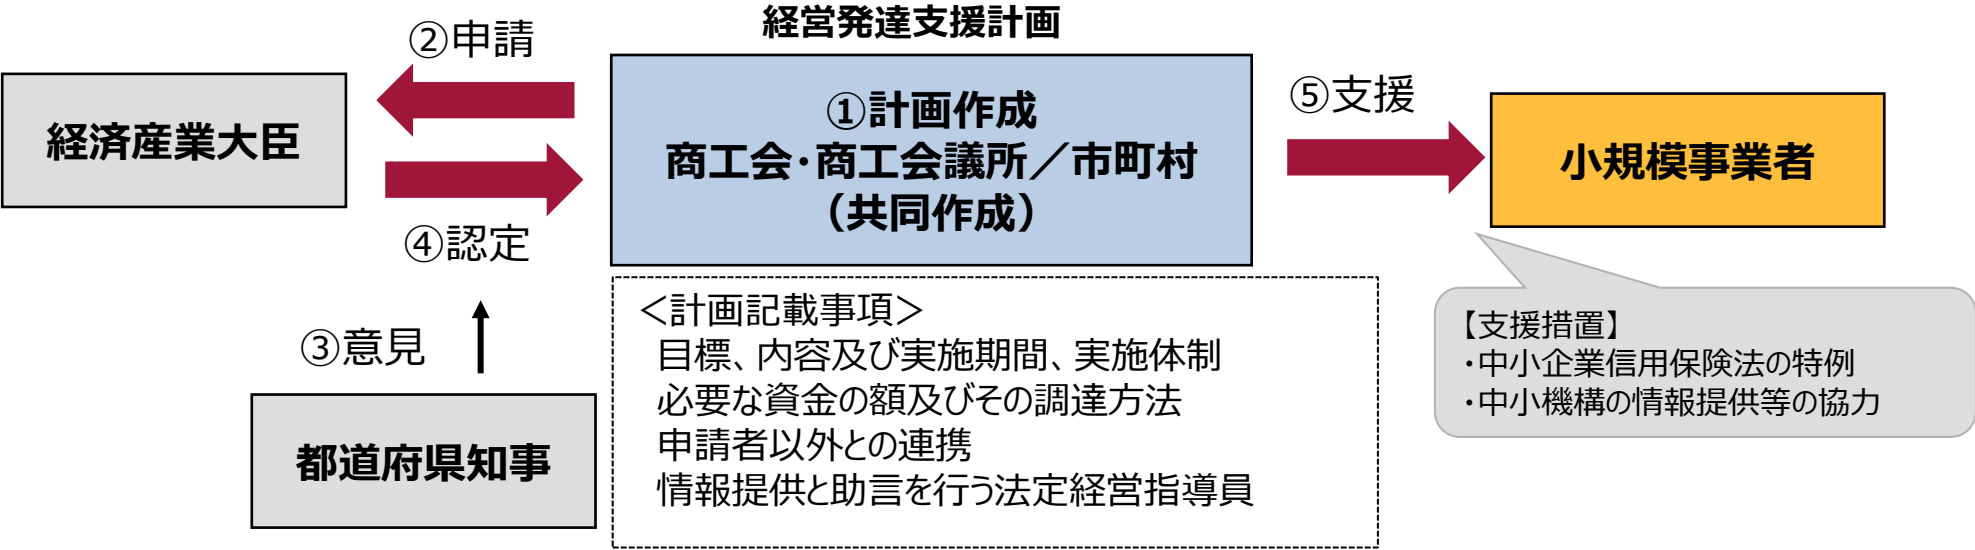 経営発達支援計画
②申請
経済産業大臣
④認定
③意見
都道府県知事
①計画作成
商工会・商工会議所／市町村
（共同作成）
＜計画記載事項＞
目標、内容及び実施期間、実施体制
必要な資金の額及びその調達方法
申請者以外との連携
情報提供と助言を行う法定経営指導員
⑤支援
小規模事業者
【支援措置】
・中小企業信用保険法の特例
・中小機構の情報提供等の協力